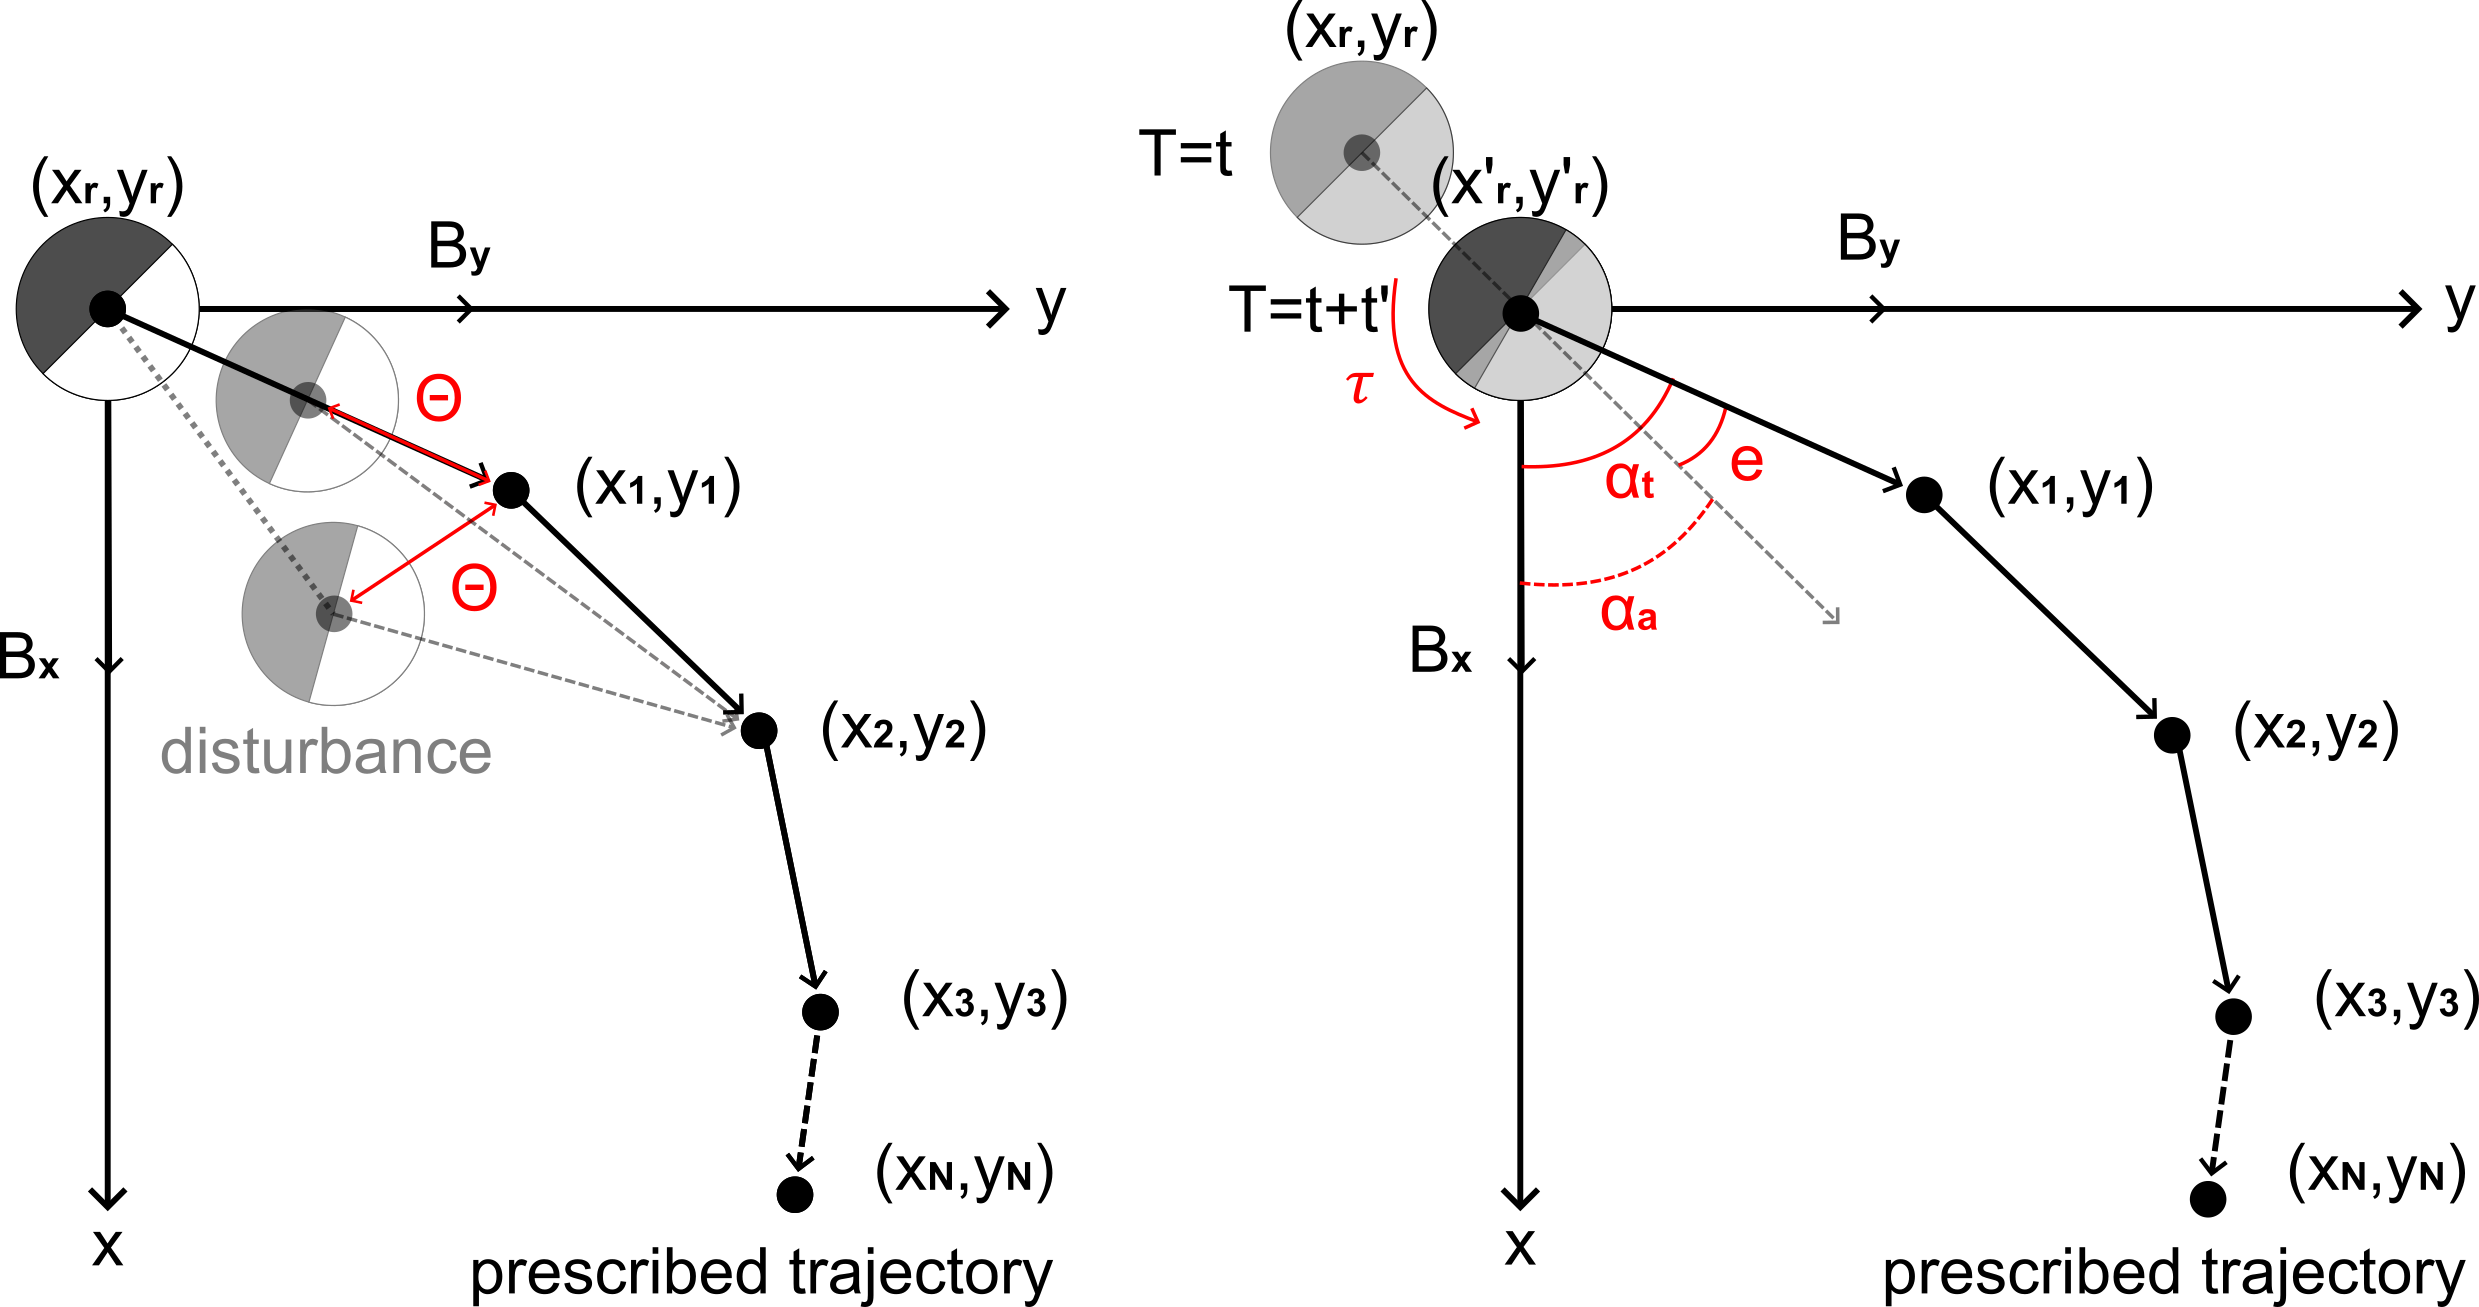 (xr,yr)
By
y
Θ
(x1,y1)
Θ
Bx
(x2,y2)
disturbance
(x3,y3)
(xN,yN)
x
prescribed trajectory
(xr,yr)
T=t
(x'r,y'r)
By
T=t+t'
y
τ
αt
e
(x1,y1)
αa
Bx
(x2,y2)
(x3,y3)
(xN,yN)
x
prescribed trajectory